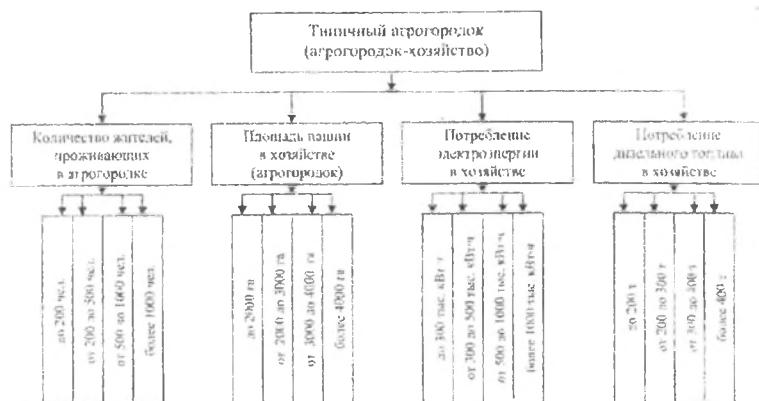 Типичный агрогородок
(агрогородок-хозяйство)
Количество жителей,
проживающих
в агрогородке
Площадь пашни
в хозяйстве
(агрогородок)
Потребление
электроэнергии
в хозяйстве
Потребление
дизельного топлива
в хозяйстве
до 200 чел.
от 200 до 500 чел.
от 500 до 1000 чел.
более 1000 чел.
до 2000 га
от 2000 до 3000 га
от 3000 до 4000 га
более 4000 га
до 300 тыс. кВт·ч
от 300 до 500 тыс. кВт·ч
от 500 до 1000 тыс. кВт·ч
более 1000 тыс. кВт·ч
до 200 т
от 200 до 300 т
от 300 до 400 т
более 400 т